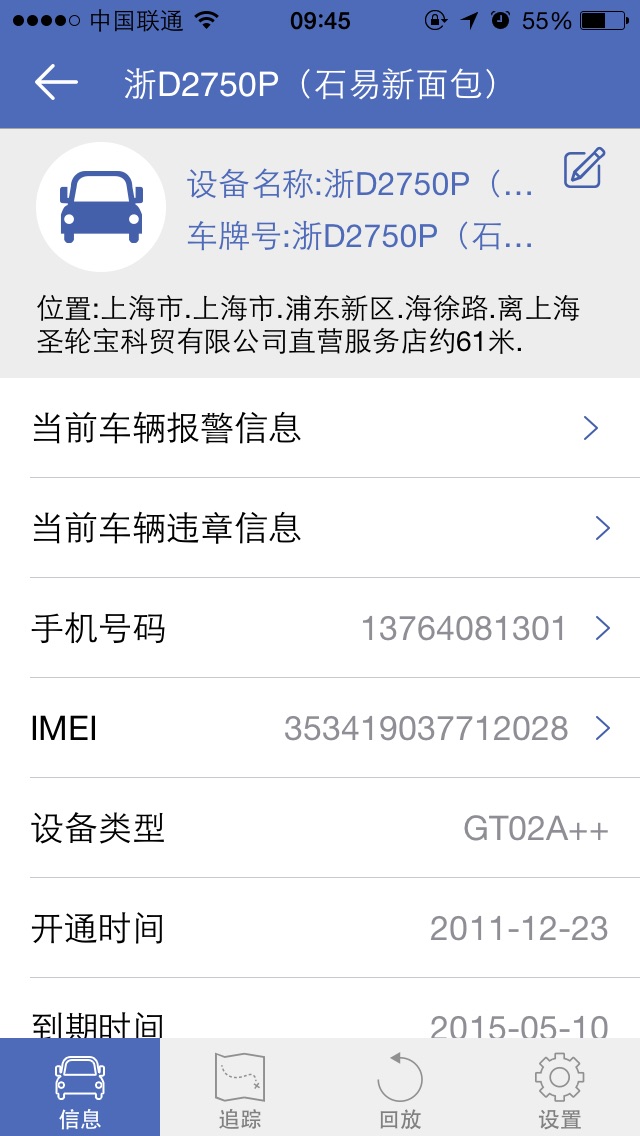 中国联通 09:45 55%
浙D2750P（石易新面包）
设备名称:浙D2750P（...
车牌号:浙D2750P（石...
位置:上海市.上海市.浦东新区.海徐路.离上海
圣轮宝科贸有限公司直营服务店约61米.
当前车辆报警信息
当前车辆违章信息
手机号码 13764081301
IMEI 353419037712028
设备类型 GT02A++
开通时间 2011-12-23
到期时间 2015-05-10
信息 追踪 回放 设置